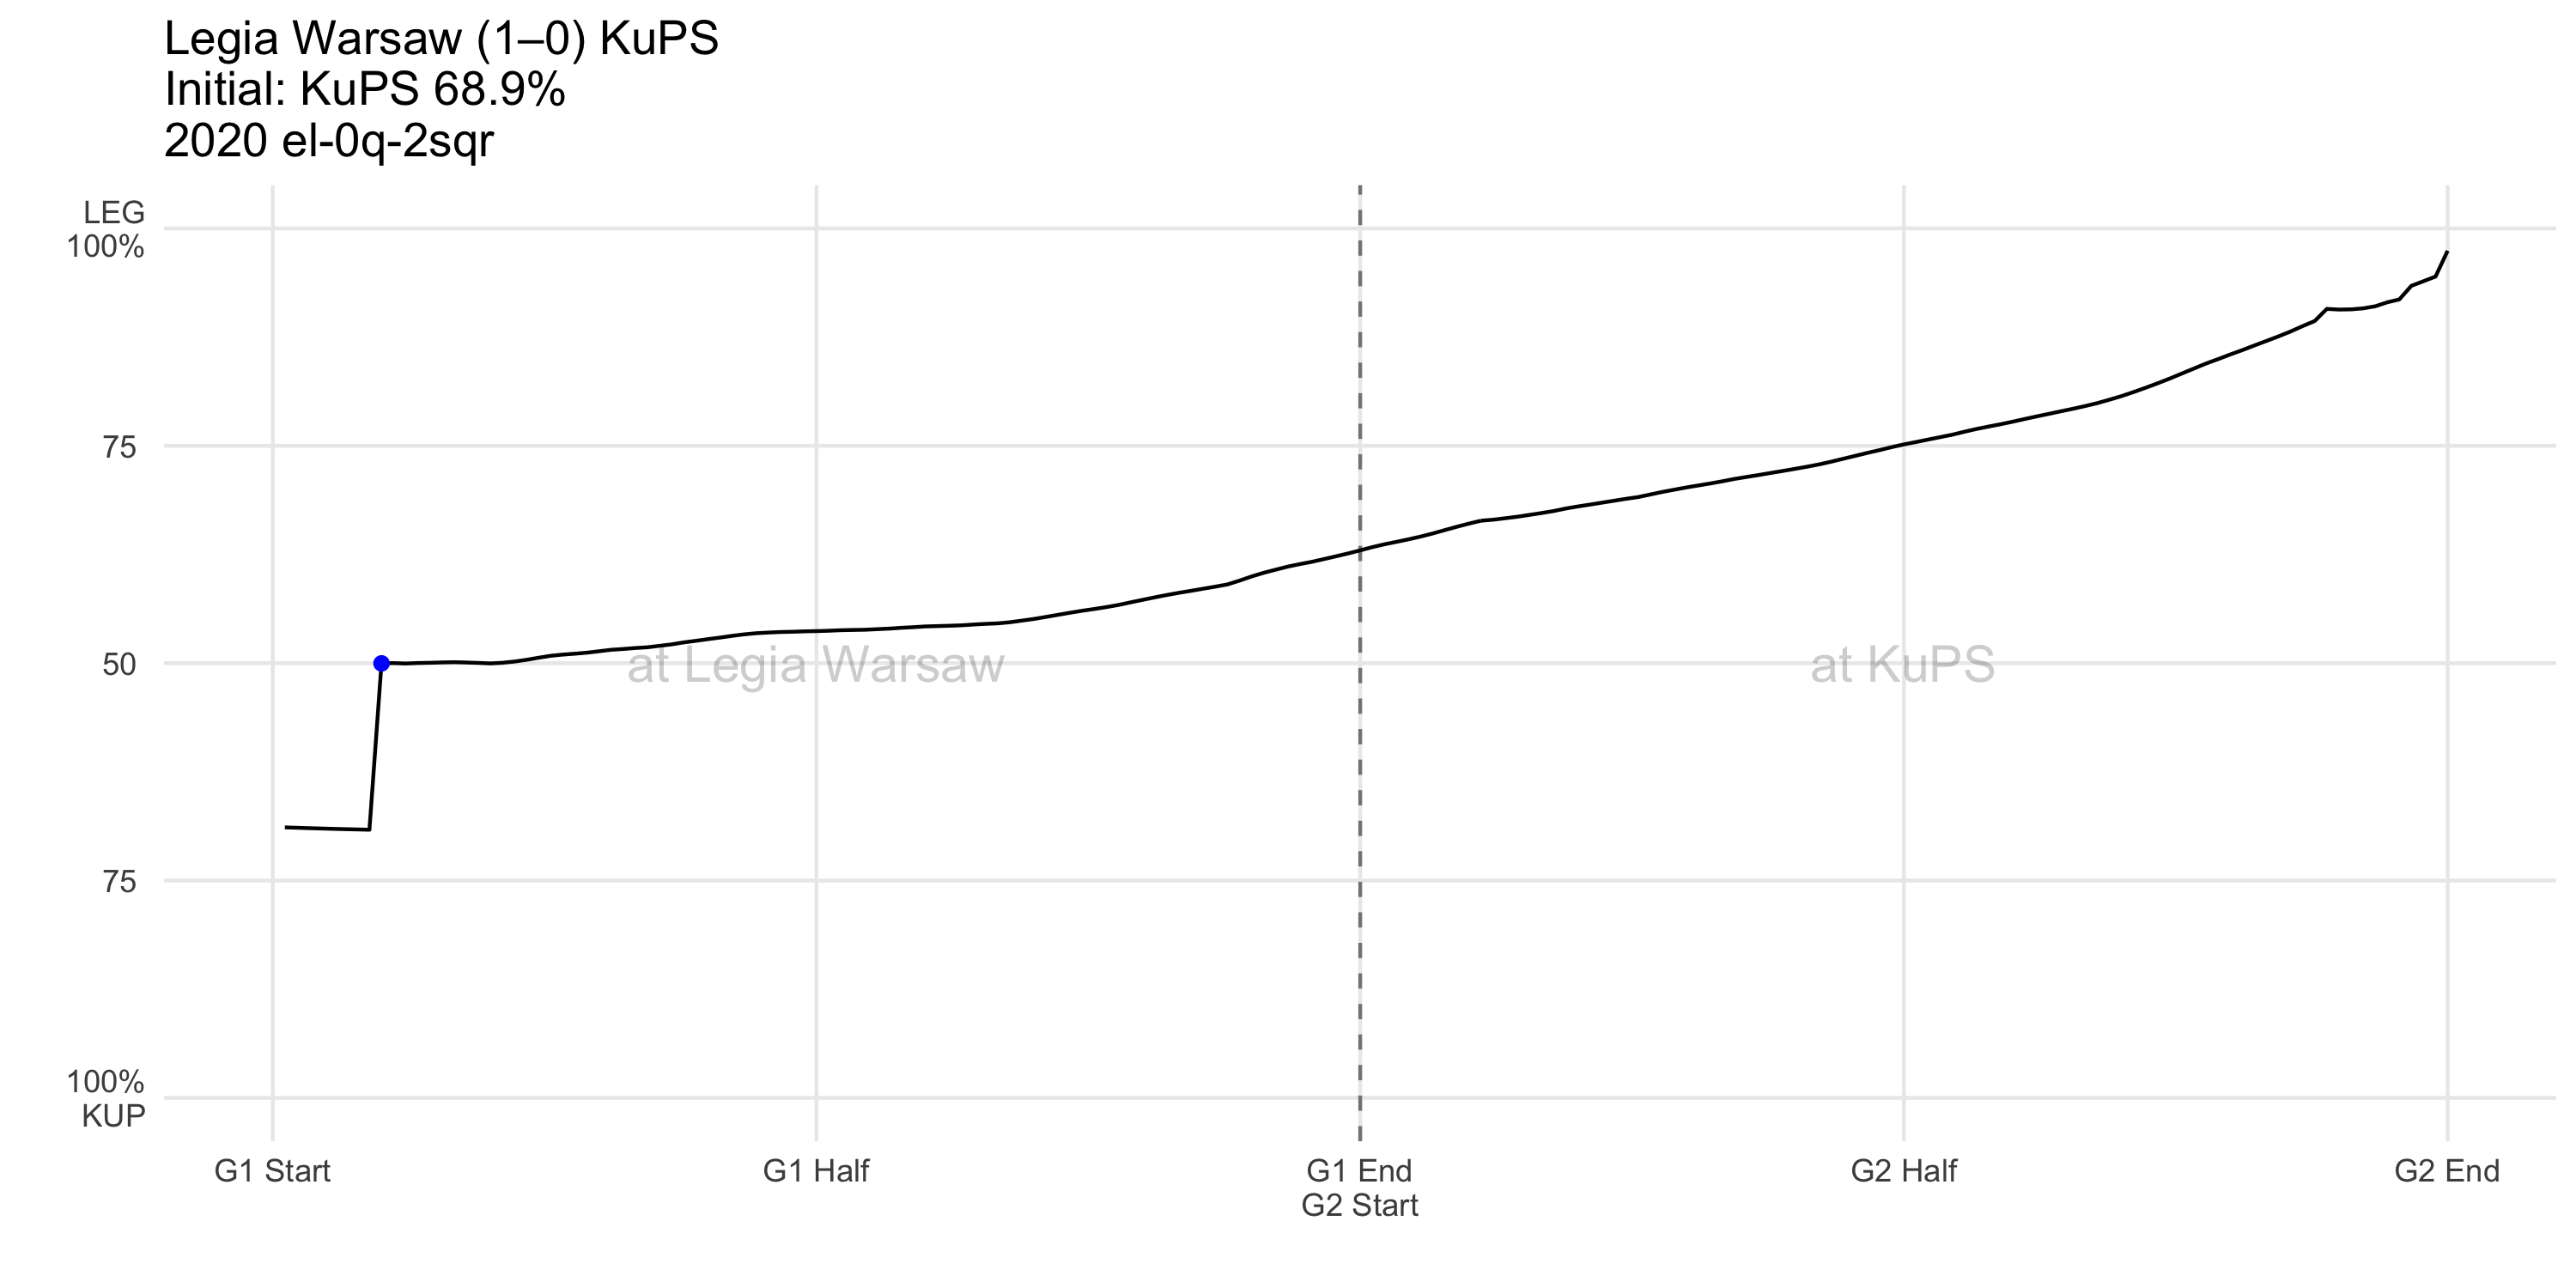 Legia Warsaw (1–0) KuPS
Initial: KuPS 68.9%
2020 el-0q-2sqr
LEG
100%
75
50
75
100%
KUP
at Legia Warsaw
at KuPS
G1 Start
G1 Half
G1 End
G2 Start
G2 Half
G2 End